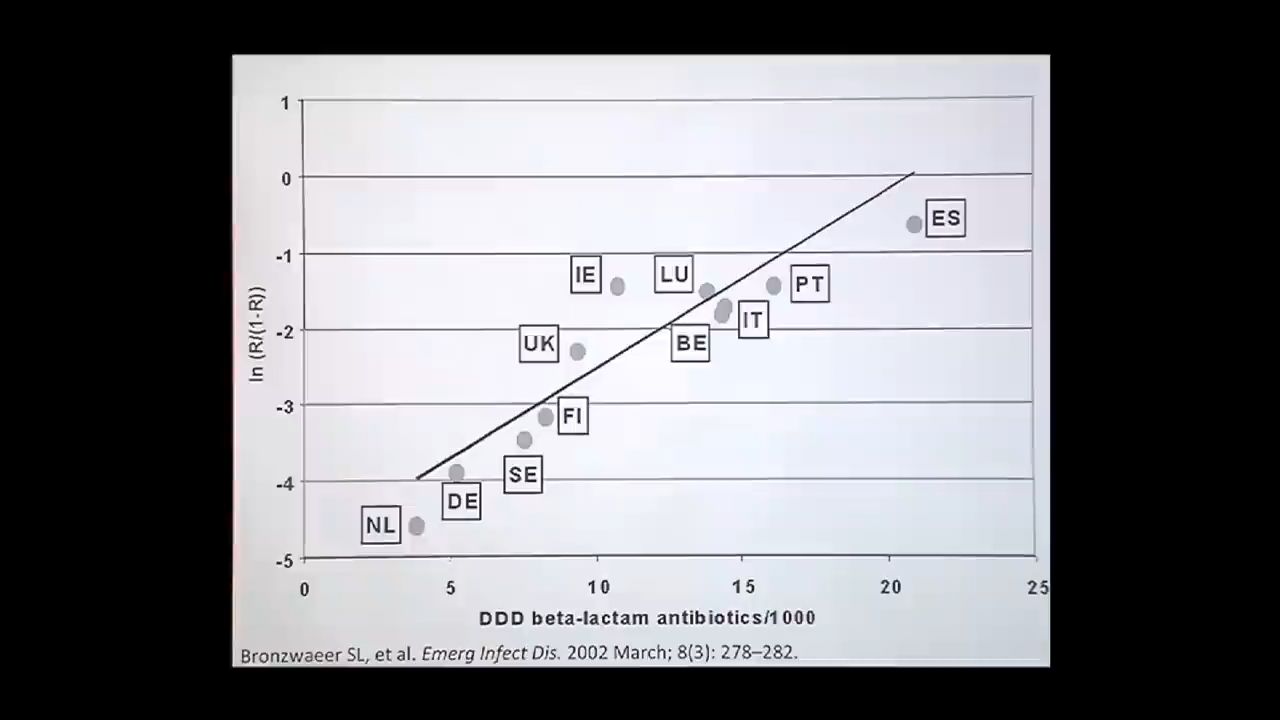 1
0
-1
-2
-3
-4
-5
ln (R/(1-R))
ES
IE
LU
PT
IT
UK
BE
FI
SE
DE
NL
0 5 10 15 20 25
DDD beta-lactam antibiotics/1000
Bronzwaeer SL, et al. Emerg Infect Dis. 2002 March; 8(3): 278–282.